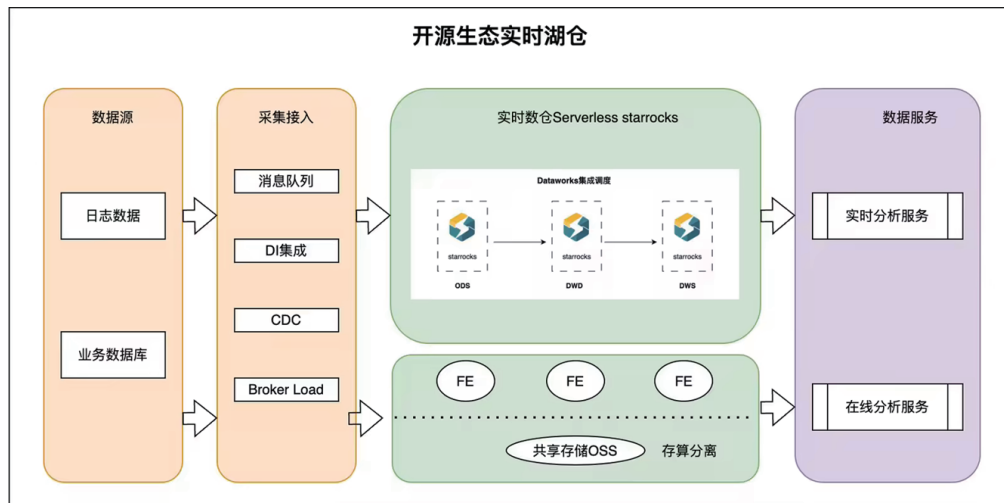 开源生态实时湖仓
数据源
日志数据
业务数据库
采集接入
消息队列
DI集成
CDC
Broker Load
实时数仓Serverless starrocks
Dataworks集成调度
starrocks
starrocks
starrocks
ODS
DWD
DWS
FE
FE
FE
共享存储OSS
存算分离
数据服务
实时分析服务
在线分析服务